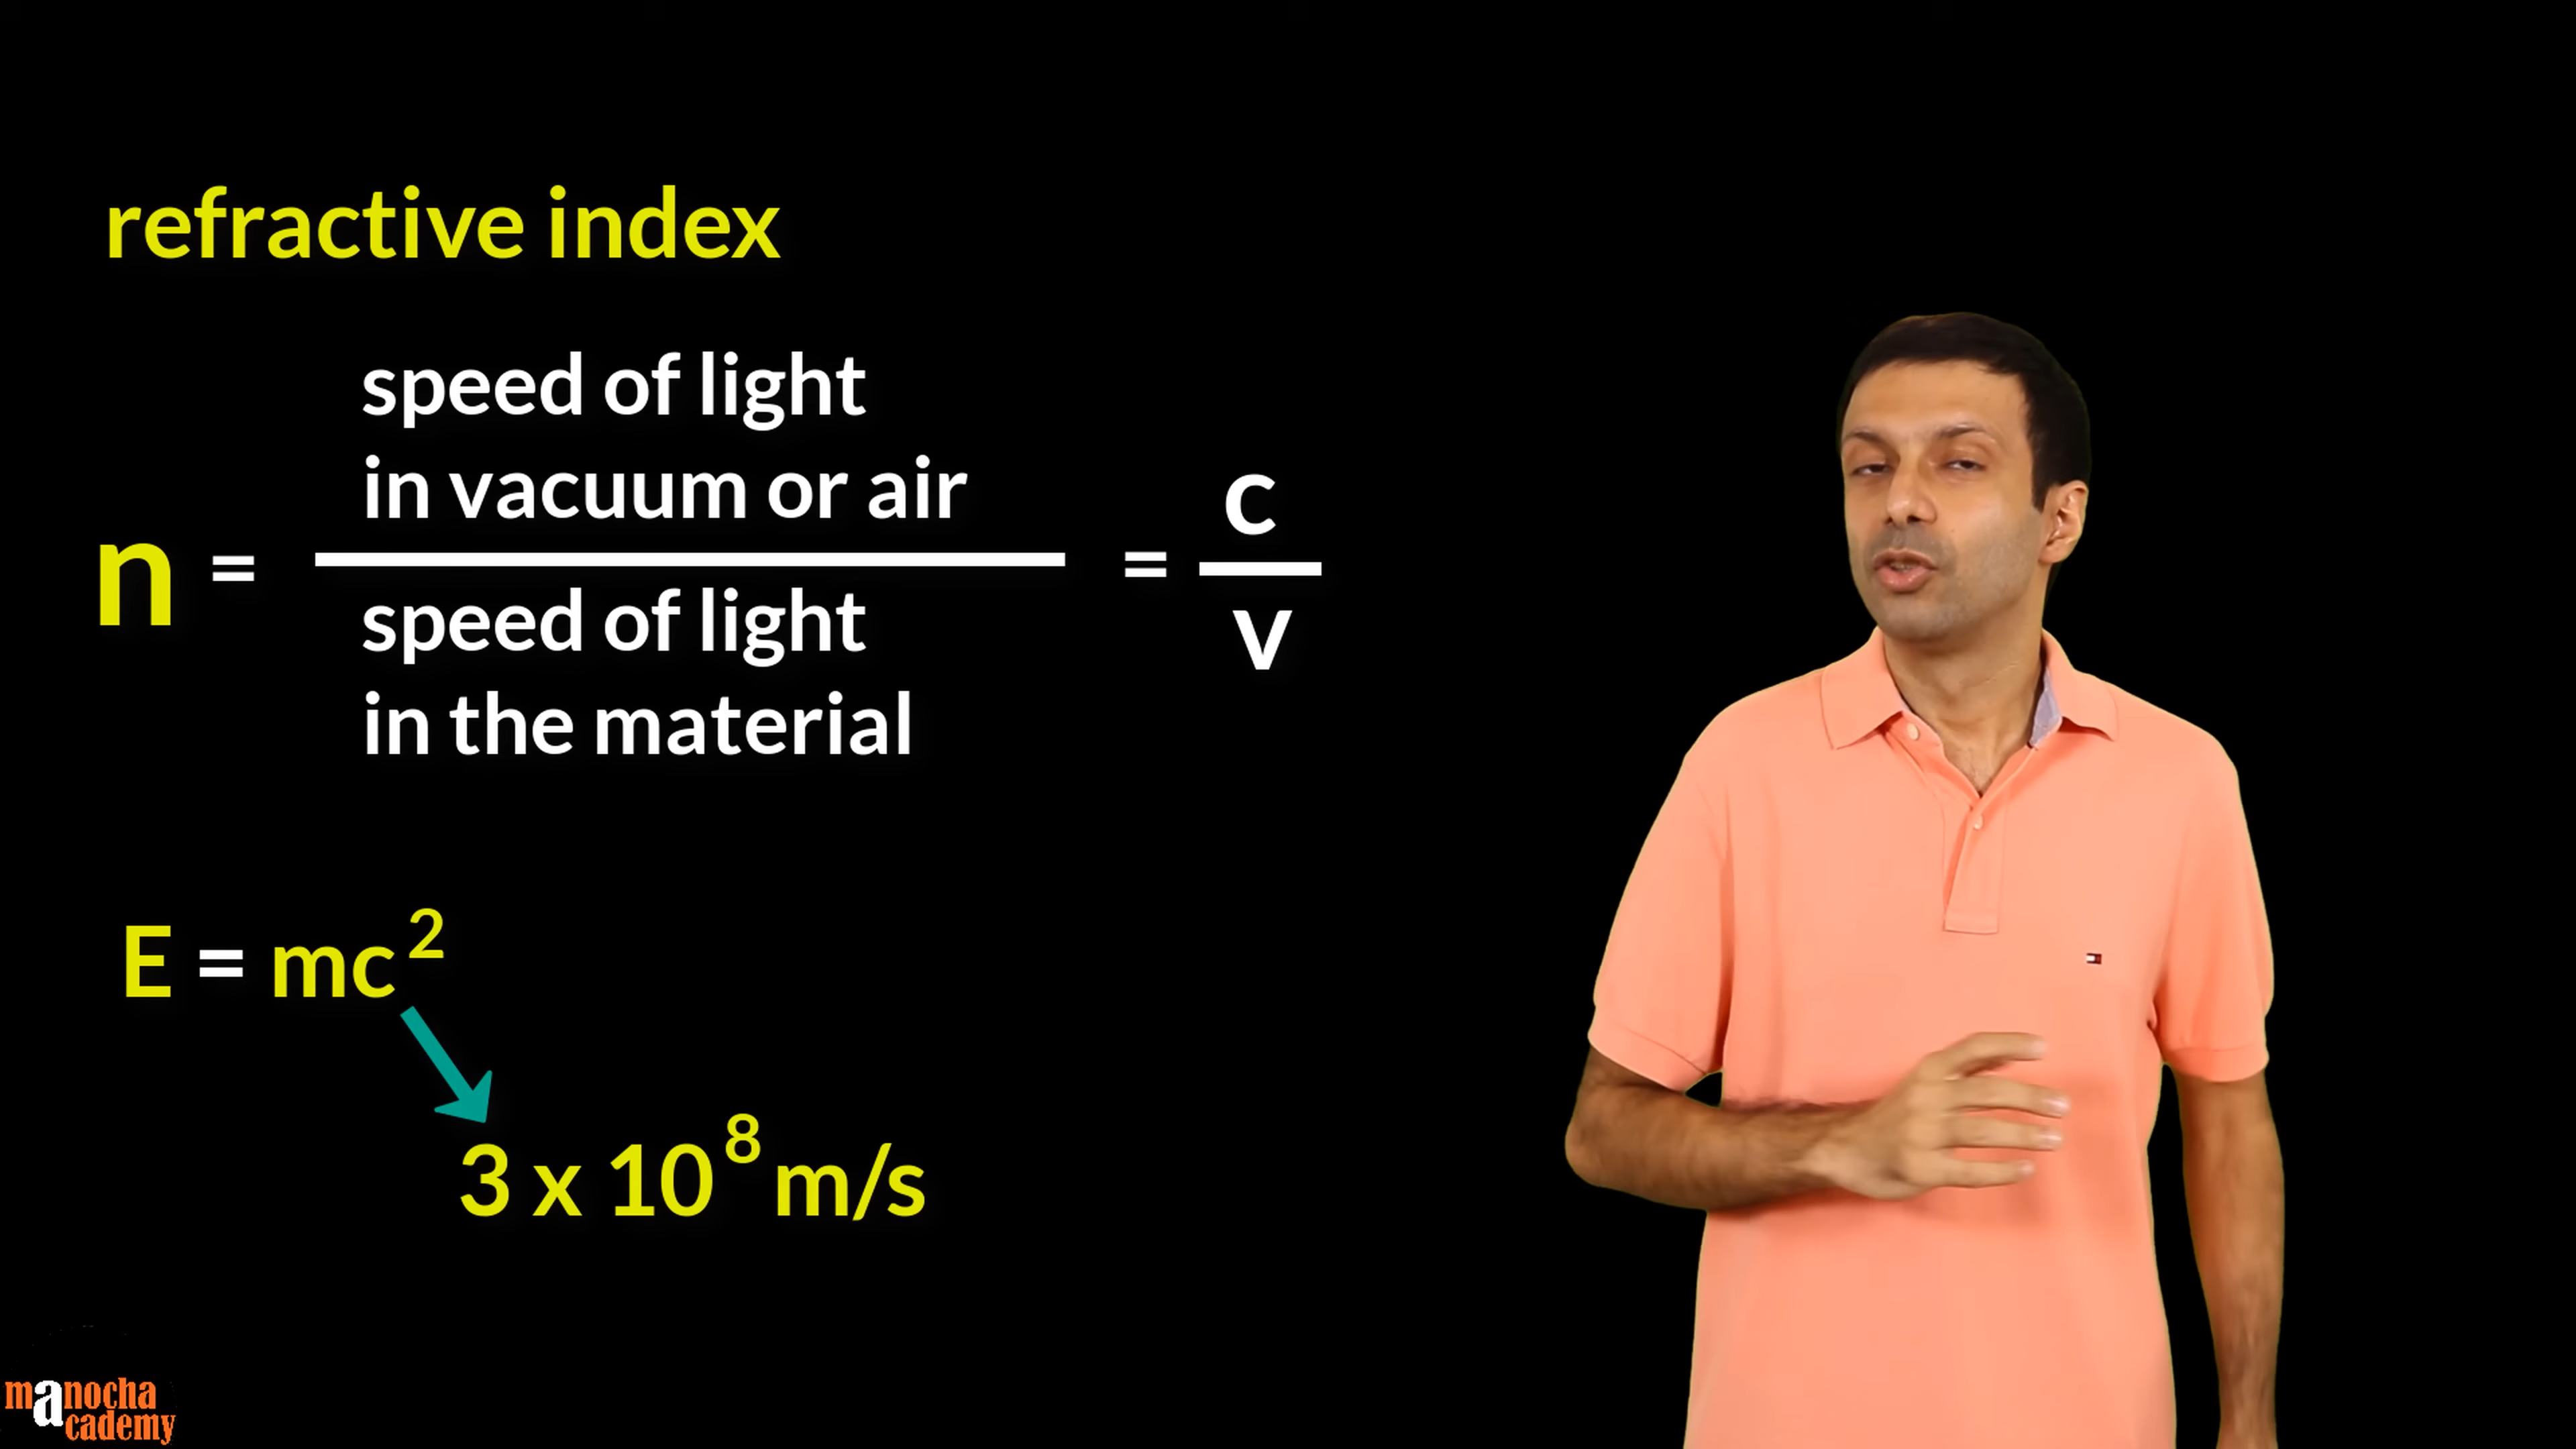 refractive index
speed of light
in vacuum or air
n = = c
v
speed of light
in the material
E = mc²
3 x 10⁸ m/s
manocha
academy